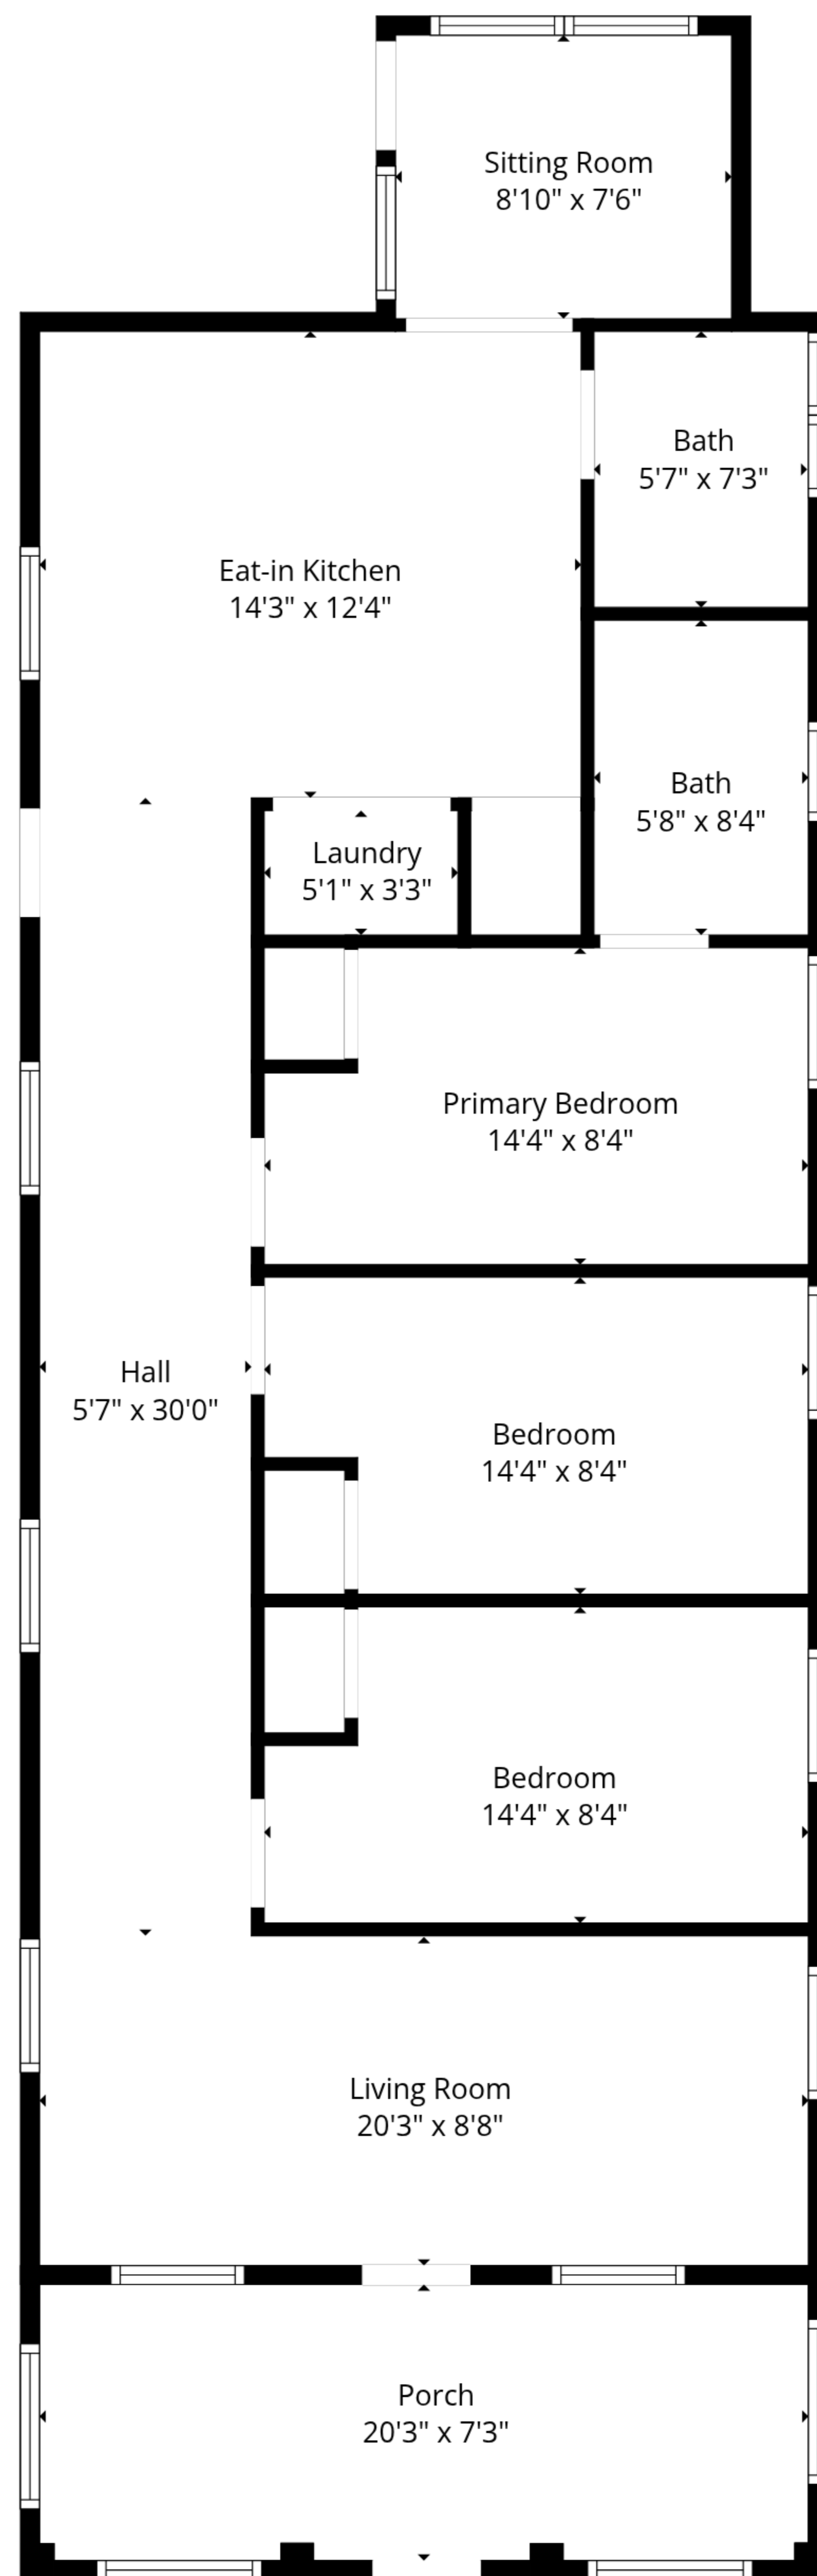 Sitting Room
8'10" x 7'6"
Bath
5'7" x 7'3"
Eat-in Kitchen
14'3" x 12'4"
Bath
5'8" x 8'4"
Laundry
5'1" x 3'3"
Primary Bedroom
14'4" x 8'4"
Hall
5'7" x 30'0"
Bedroom
14'4" x 8'4"
Bedroom
14'4" x 8'4"
Living Room
20'3" x 8'8"
Porch
20'3" x 7'3"